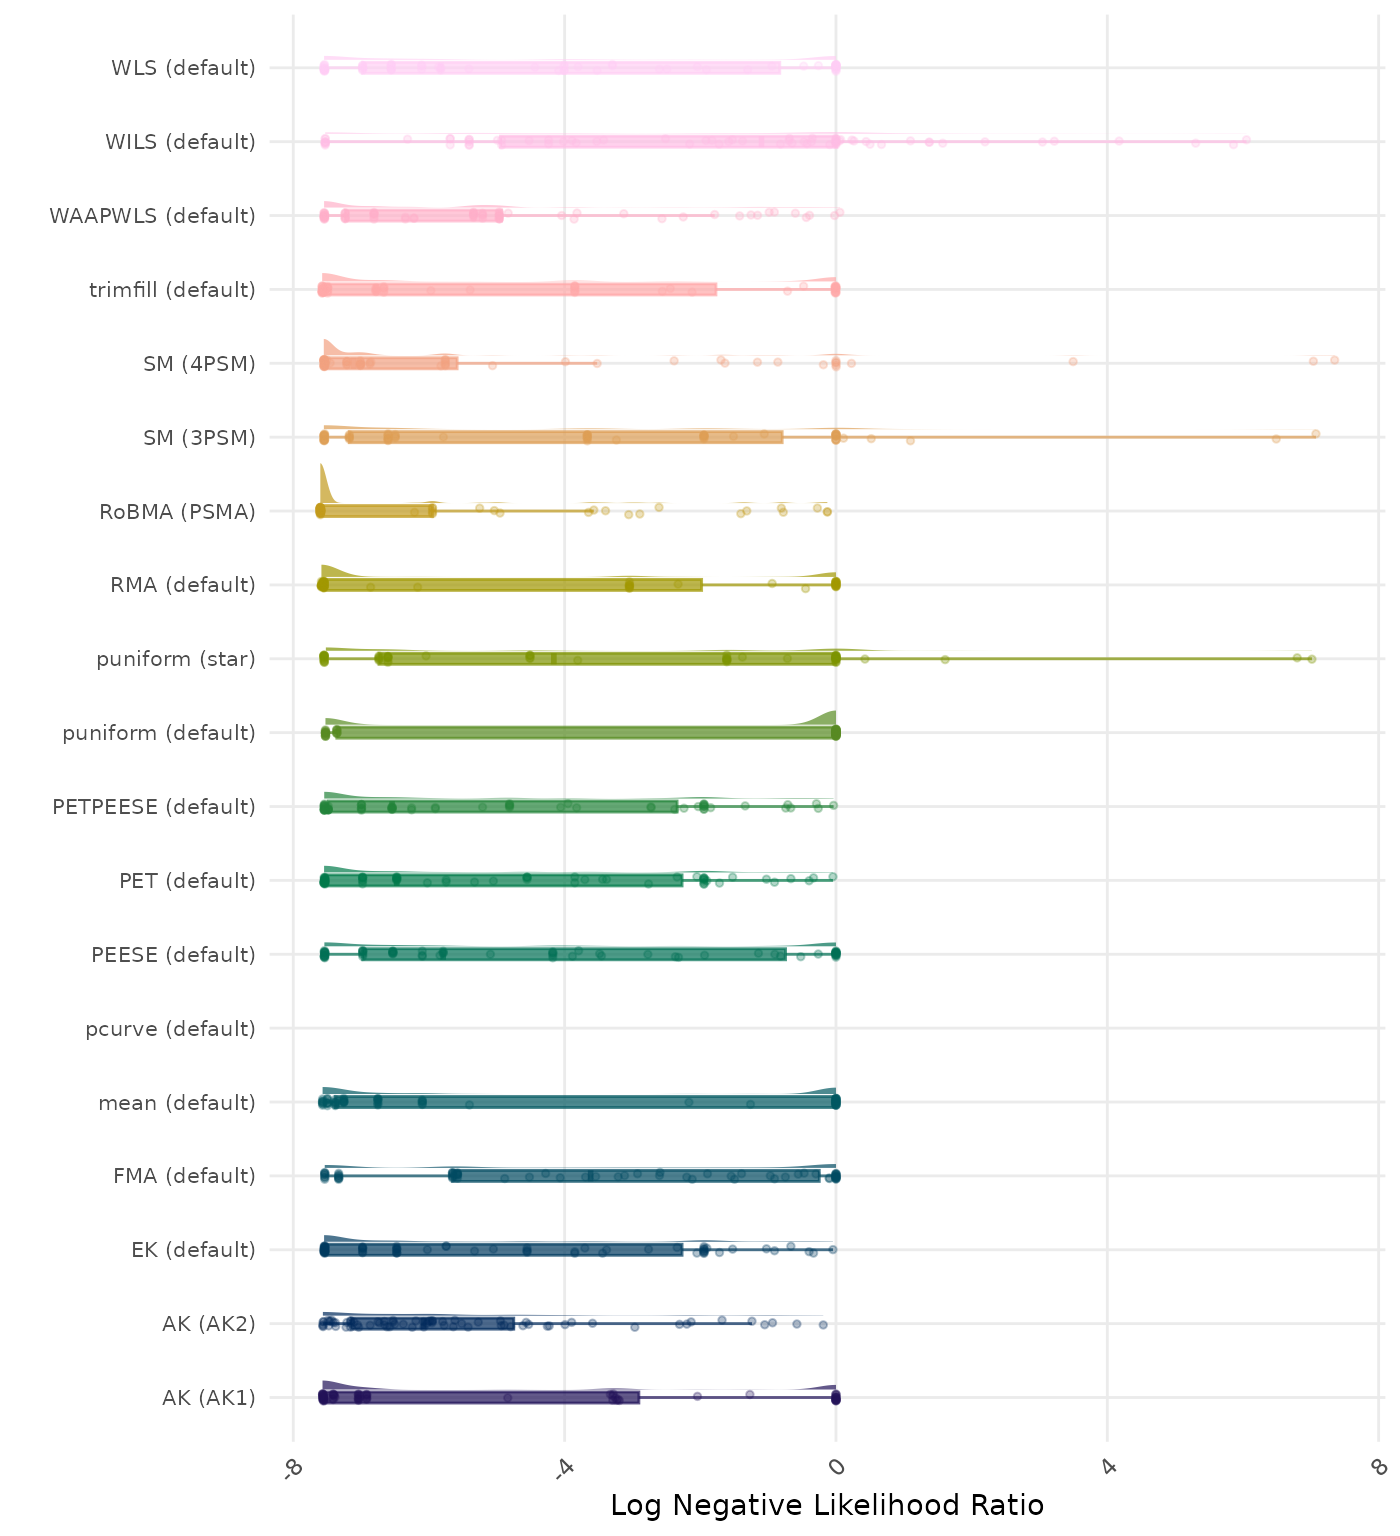 WLS (default)
WILS (default)
WAAPWLS (default)
trimfill (default)
SM (4PSM)
SM (3PSM)
RoBMA (PSMA)
RMA (default)
puniform (star)
puniform (default)
PETPEESE (default)
PET (default)
PEESE (default)
pcurve (default)
mean (default)
FMA (default)
EK (default)
AK (AK2)
AK (AK1)
-8 -4 0 4 8
Log Negative Likelihood Ratio